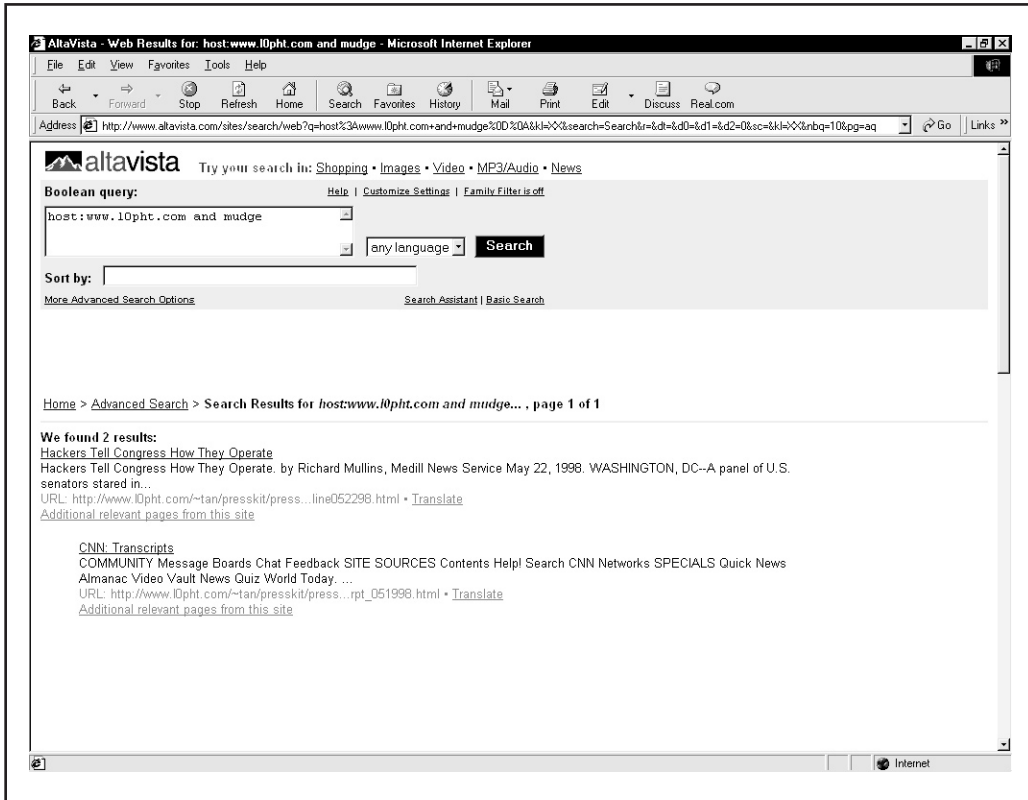 AltaVista - Web Results for: host:www.l0pht.com and mudge - Microsoft Internet Explorer
File Edit View Favorites Tools Help
Back Forward Stop Refresh Home Search Favorites History Mail Print Edit Discuss Real.com
Address http://www.altavista.com/sites/search/web?q=host%3Awww.l0pht.com+and+mudge%0D%0A&kl=XX&search=Search&r=&dt=&d0=&d1=&d2=0&sc=&kl=XX&nbq=10&pg=aq Go Links »
altavista Try your search in: Shopping • Images • Video • MP3/Audio • News
Boolean query: Help | Customize Settings | Family Filter is off
host:www.l0pht.com and mudge
any language Search
Sort by:
More Advanced Search Options Search Assistant | Basic Search
Home > Advanced Search > Search Results for host:www.l0pht.com and mudge... , page 1 of 1
We found 2 results:
Hackers Tell Congress How They Operate
Hackers Tell Congress How They Operate. by Richard Mullins, Medill News Service May 22, 1998. WASHINGTON, DC--A panel of U.S.
senators stared in...
URL: http://www.l0pht.com/~tan/presskit/press...line052298.html • Translate
Additional relevant pages from this site
CNN: Transcripts
COMMUNITY Message Boards Chat Feedback SITE SOURCES Contents Help! Search CNN Networks SPECIALS Quick News
Almanac Video Vault News Quiz World Today. ...
URL: http://www.l0pht.com/~tan/presskit/press...rpt_051998.html • Translate
Additional relevant pages from this site
Internet